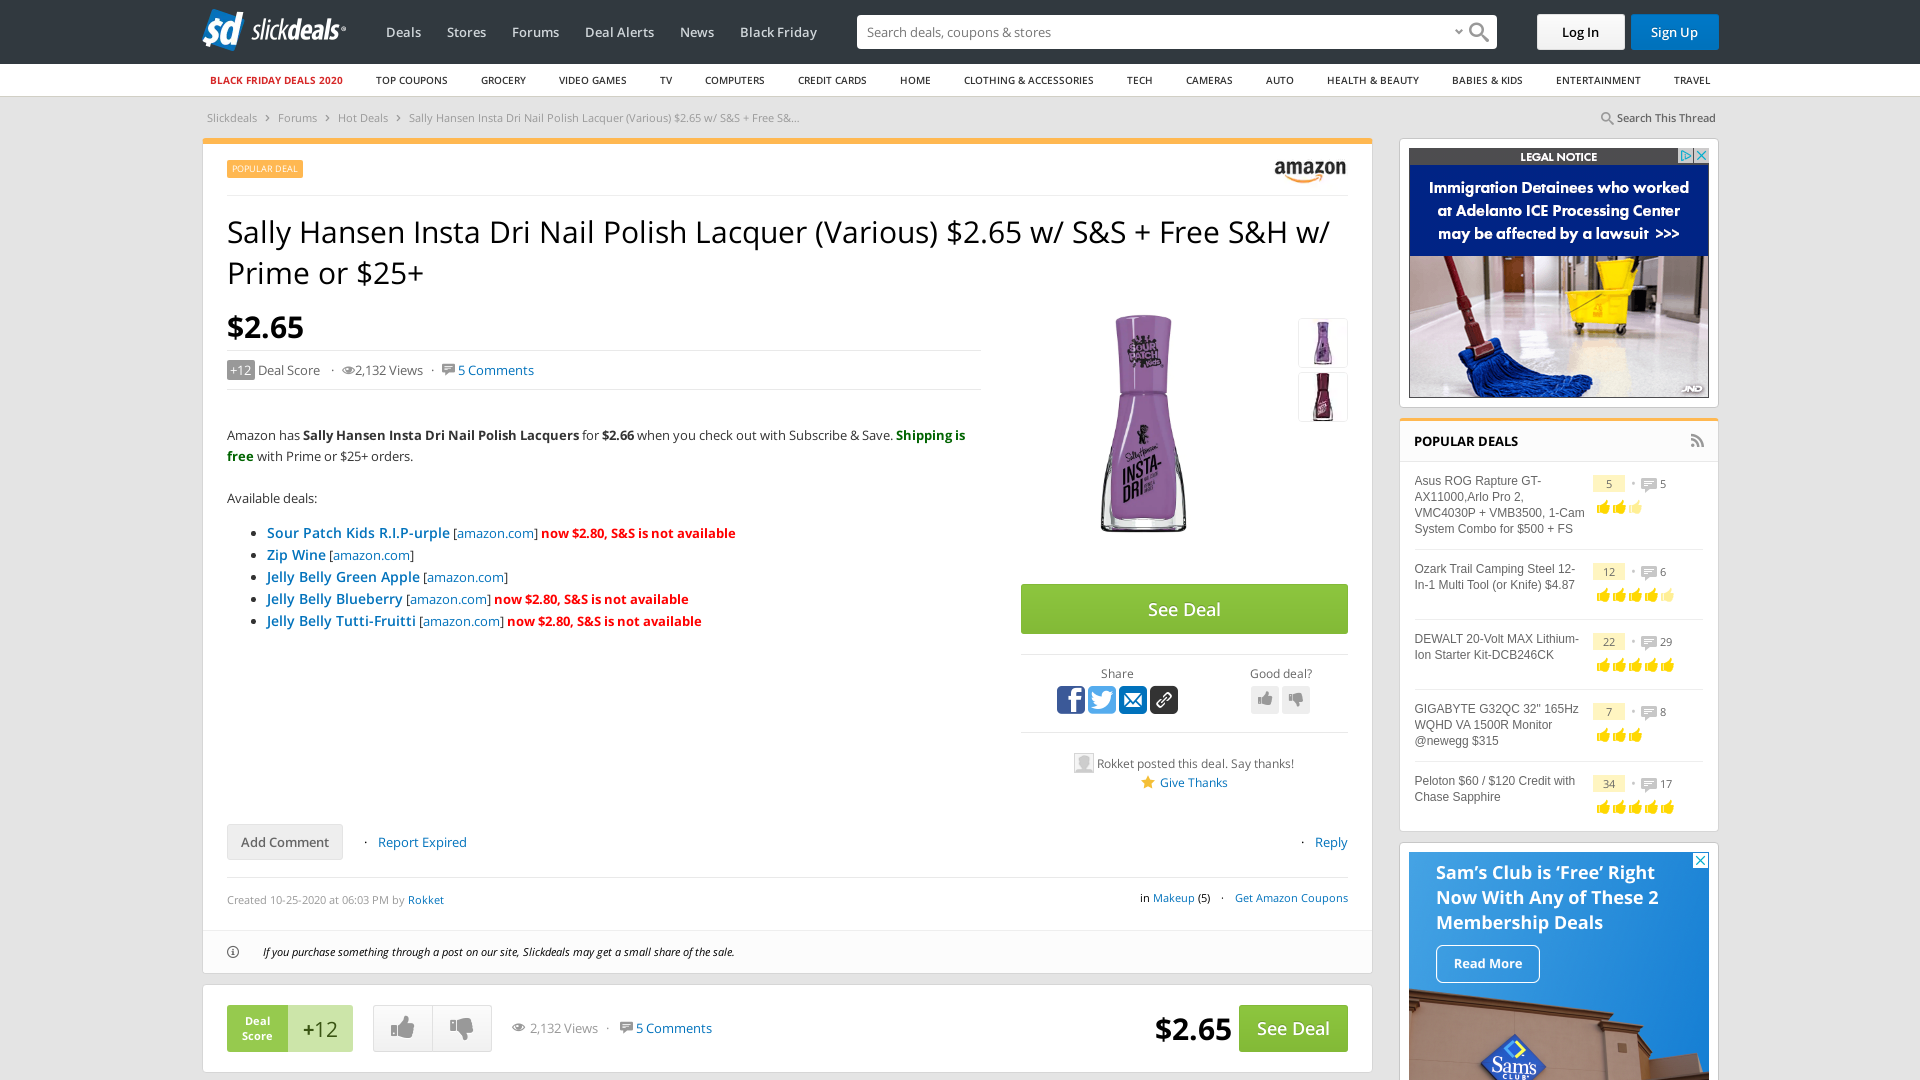 slickdeals
Deals
Stores
Forums
Deal Alerts
News
Black Friday
Search deals, coupons & stores
Log In
Sign Up
BLACK FRIDAY DEALS 2020
TOP COUPONS
GROCERY
VIDEO GAMES
TV
COMPUTERS
CREDIT CARDS
HOME
CLOTHING & ACCESSORIES
TECH
CAMERAS
AUTO
HEALTH & BEAUTY
BABIES & KIDS
ENTERTAINMENT
TRAVEL
Slickdeals › Forums › Hot Deals › Sally Hansen Insta Dri Nail Polish Lacquer (Various) $2.65 w/ S&S + Free S&...
Search This Thread
POPULAR DEAL
amazon
Sally Hansen Insta Dri Nail Polish Lacquer (Various) $2.65 w/ S&S + Free S&H w/
Prime or $25+
$2.65
+12 Deal Score · 2,132 Views · 5 Comments
Amazon has Sally Hansen Insta Dri Nail Polish Lacquers for $2.66 when you check out with Subscribe & Save. Shipping is
free with Prime or $25+ orders.
Available deals:
Sour Patch Kids R.I.P-urple [amazon.com] now $2.80, S&S is not available
Zip Wine [amazon.com]
Jelly Belly Green Apple [amazon.com]
Jelly Belly Blueberry [amazon.com] now $2.80, S&S is not available
Jelly Belly Tutti-Fruitti [amazon.com] now $2.80, S&S is not available
SOUR
PATCH
Kids
Sally Hansen
INSTA-
DRI
See Deal
Share
Good deal?
Rokket posted this deal. Say thanks!
Give Thanks
Add Comment · Report Expired
· Reply
Created 10-25-2020 at 06:03 PM by Rokket
in Makeup (5) · Get Amazon Coupons
If you purchase something through a post on our site, Slickdeals may get a small share of the sale.
Deal
Score
+12
2,132 Views · 5 Comments
$2.65
See Deal
LEGAL NOTICE
Immigration Detainees who worked
at Adelanto ICE Processing Center
may be affected by a lawsuit >>>
JND
POPULAR DEALS
Asus ROG Rapture GT-
AX11000,Arlo Pro 2,
VMC4030P + VMB3500, 1-Cam
System Combo for $500 + FS
5 · 5
Ozark Trail Camping Steel 12-
In-1 Multi Tool (or Knife) $4.87
12 · 6
DEWALT 20-Volt MAX Lithium-
Ion Starter Kit-DCB246CK
22 · 29
GIGABYTE G32QC 32" 165Hz
WQHD VA 1500R Monitor
@newegg $315
7 · 8
Peloton $60 / $120 Credit with
Chase Sapphire
34 · 17
Sam's Club is 'Free' Right
Now With Any of These 2
Membership Deals
Read More
Sam's
CLUB